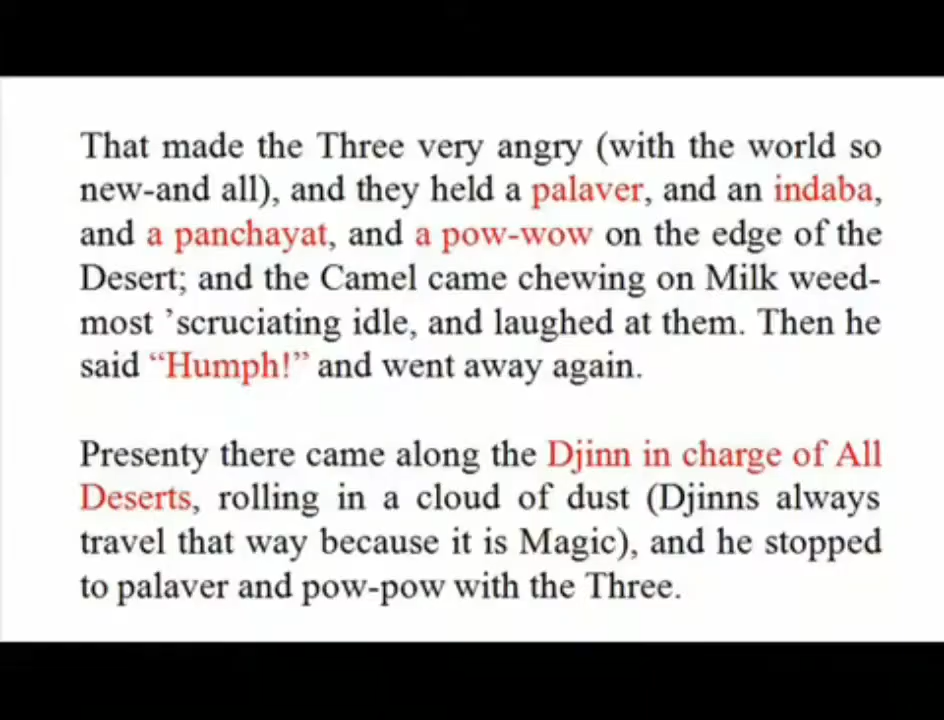 That made the Three very angry (with the world so
new-and all), and they held a palaver, and an indaba,
and a panchayat, and a pow-wow on the edge of the
Desert; and the Camel came chewing on Milk weed-
most ’scruciating idle, and laughed at them. Then he
said “Humph!” and went away again.
Presenty there came along the Djinn in charge of All
Deserts, rolling in a cloud of dust (Djinns always
travel that way because it is Magic), and he stopped
to palaver and pow-pow with the Three.